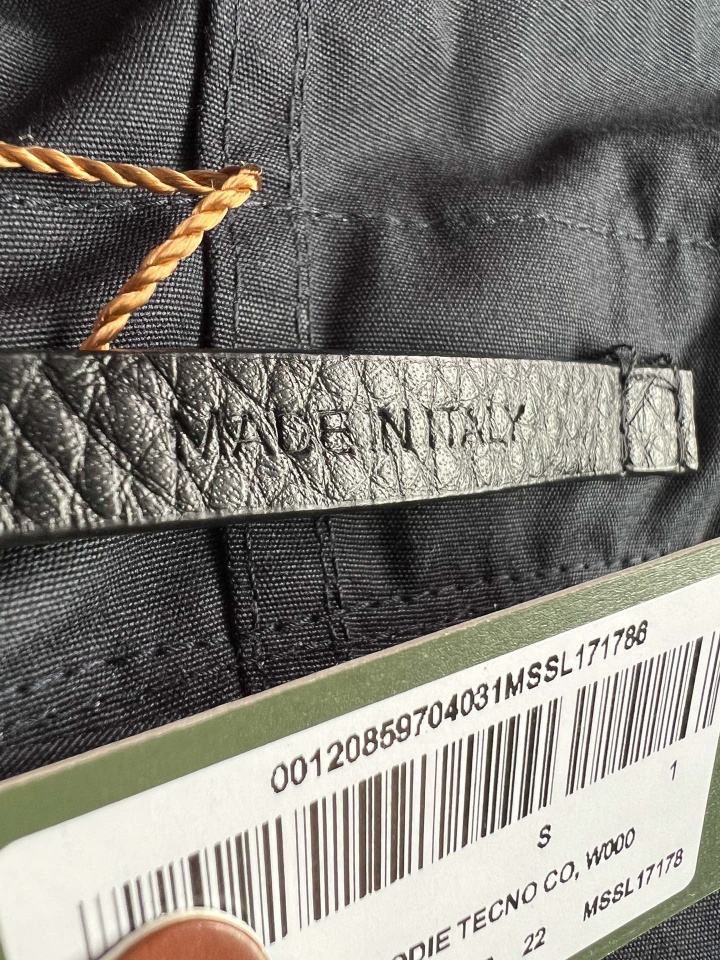 MADE IN ITALY
00120859704031MSSL171786
S 1
ODIE TECNO CO, W000
22 MSSL17178